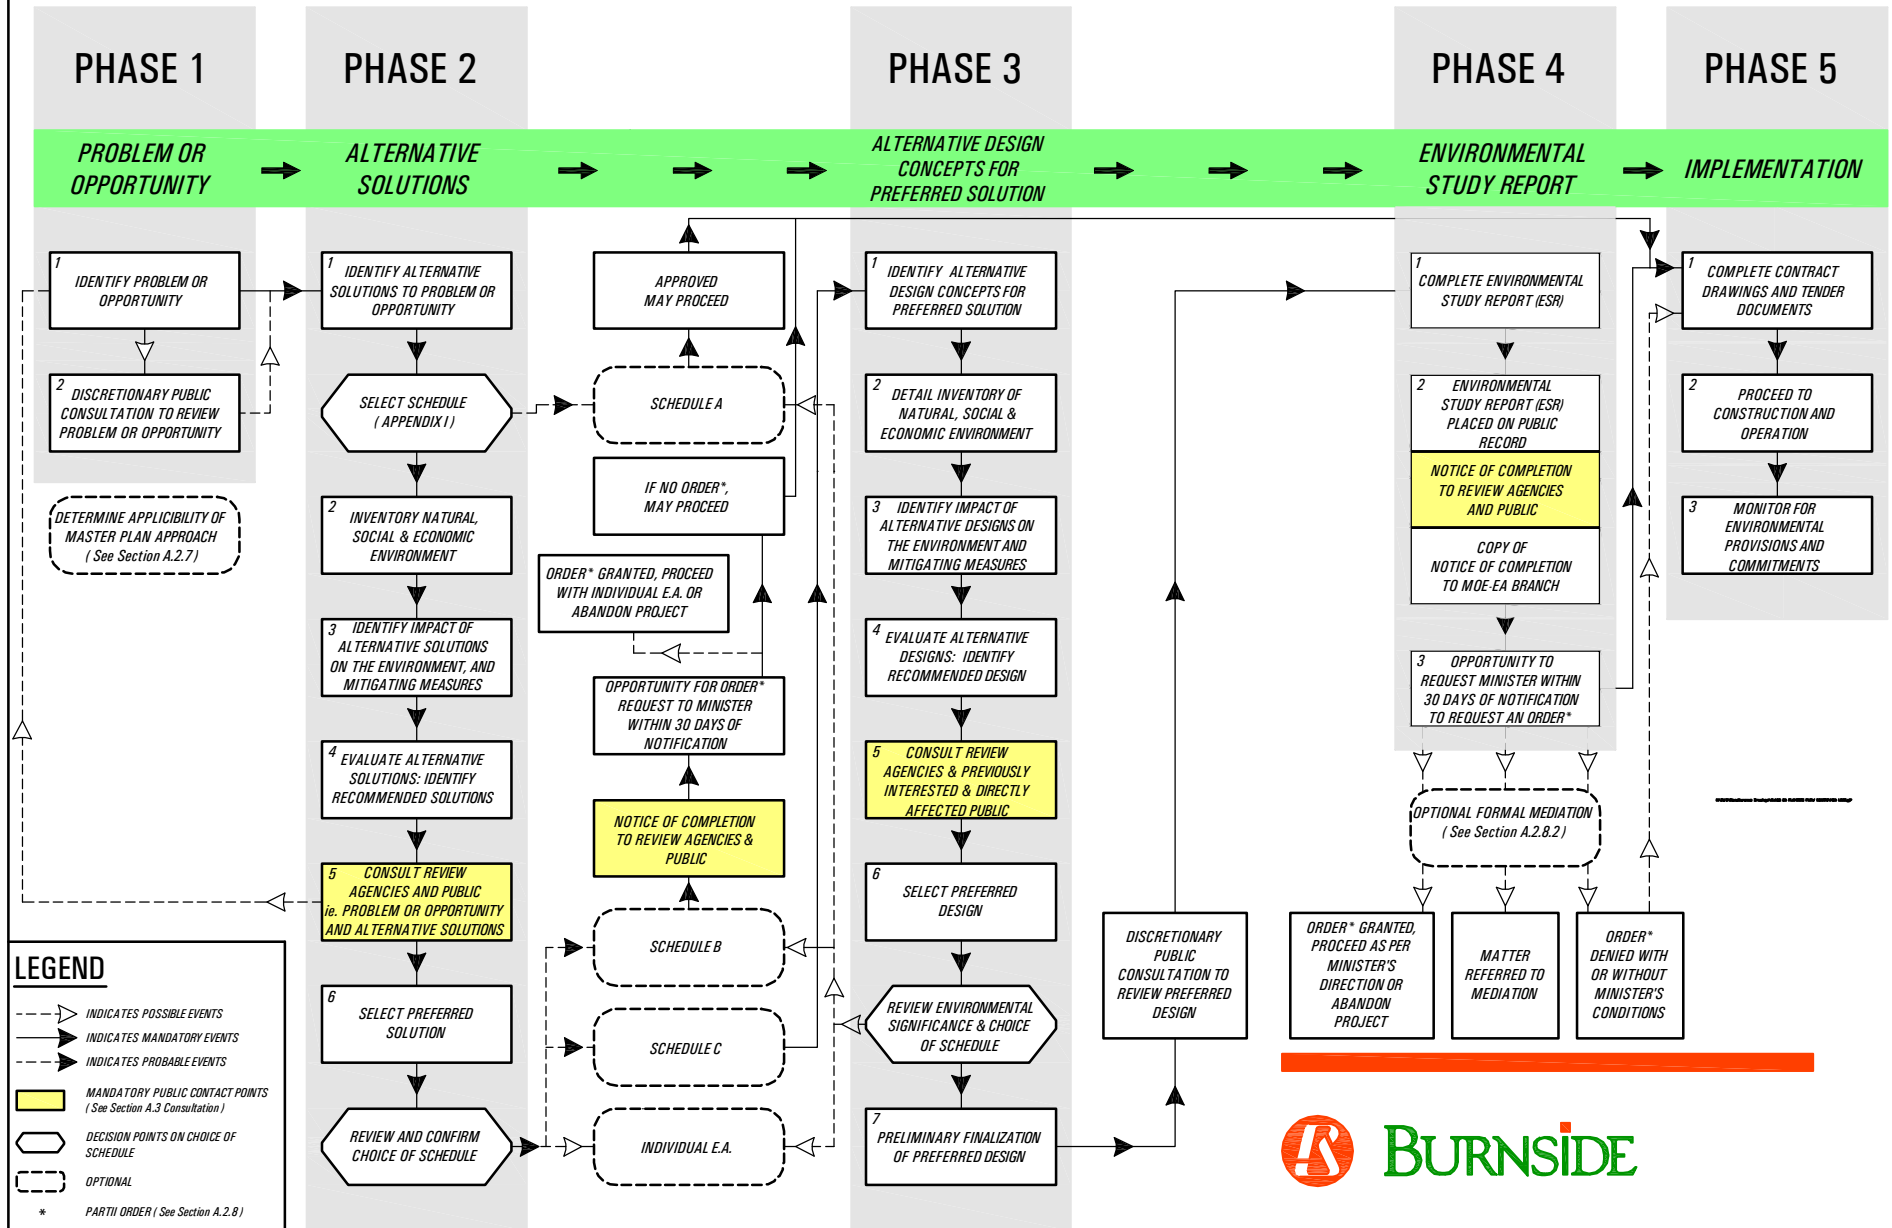 PHASE 1
PHASE 2
PHASE 3
PHASE 4
PHASE 5
PROBLEM OR
OPPORTUNITY
ALTERNATIVE
SOLUTIONS
ALTERNATIVE DESIGN
CONCEPTS FOR
PREFERRED SOLUTION
ENVIRONMENTAL
STUDY REPORT
IMPLEMENTATION
1
IDENTIFY PROBLEM OR
OPPORTUNITY
2
DISCRETIONARY PUBLIC
CONSULTATION TO REVIEW
PROBLEM OR OPPORTUNITY
DETERMINE APPLICIBILITY OF
MASTER PLAN APPROACH
( See Section A.2.7 )
1
IDENTIFY ALTERNATIVE
SOLUTIONS TO PROBLEM OR
OPPORTUNITY
SELECT SCHEDULE
( APPENDIX I )
2
INVENTORY NATURAL,
SOCIAL & ECONOMIC
ENVIRONMENT
3
IDENTIFY IMPACT OF
ALTERNATIVE SOLUTIONS
ON THE ENVIRONMENT, AND
MITIGATING MEASURES
4
EVALUATE ALTERNATIVE
SOLUTIONS: IDENTIFY
RECOMMENDED SOLUTIONS
5
CONSULT REVIEW
AGENCIES AND PUBLIC
ie. PROBLEM OR OPPORTUNITY
AND ALTERNATIVE SOLUTIONS
6
SELECT PREFERRED
SOLUTION
REVIEW AND CONFIRM
CHOICE OF SCHEDULE
APPROVED
MAY PROCEED
SCHEDULE A
IF NO ORDER*,
MAY PROCEED
ORDER* GRANTED, PROCEED
WITH INDIVIDUAL E.A. OR
ABANDON PROJECT
OPPORTUNITY FOR ORDER*
REQUEST TO MINISTER
WITHIN 30 DAYS OF
NOTIFICATION
NOTICE OF COMPLETION
TO REVIEW AGENCIES &
PUBLIC
SCHEDULE B
SCHEDULE C
INDIVIDUAL E.A.
1
IDENTIFY ALTERNATIVE
DESIGN CONCEPTS FOR
PREFERRED SOLUTION
2
DETAIL INVENTORY OF
NATURAL, SOCIAL &
ECONOMIC ENVIRONMENT
3
IDENTIFY IMPACT OF
ALTERNATIVE DESIGNS ON
THE ENVIRONMENT AND
MITIGATING MEASURES
4
EVALUATE ALTERNATIVE
DESIGNS: IDENTIFY
RECOMMENDED DESIGN
5
CONSULT REVIEW
AGENCIES & PREVIOUSLY
INTERESTED & DIRECTLY
AFFECTED PUBLIC
6
SELECT PREFERRED
DESIGN
REVIEW ENVIRONMENTAL
SIGNIFICANCE & CHOICE
OF SCHEDULE
7
PRELIMINARY FINALIZATION
OF PREFERRED DESIGN
DISCRETIONARY
PUBLIC
CONSULTATION TO
REVIEW PREFERRED
DESIGN
1
COMPLETE ENVIRONMENTAL
STUDY REPORT (ESR)
2
ENVIRONMENTAL
STUDY REPORT (ESR)
PLACED ON PUBLIC
RECORD
NOTICE OF COMPLETION
TO REVIEW AGENCIES
AND PUBLIC
COPY OF
NOTICE OF COMPLETION
TO MOE-EA BRANCH
3
OPPORTUNITY TO
REQUEST MINISTER WITHIN
30 DAYS OF NOTIFICATION
TO REQUEST AN ORDER*
OPTIONAL FORMAL MEDIATION
( See Section A.2.8.2 )
ORDER* GRANTED,
PROCEED AS PER
MINISTER'S
DIRECTION OR
ABANDON
PROJECT
MATTER
REFERRED TO
MEDIATION
ORDER*
DENIED WITH
OR WITHOUT
MINISTER'S
CONDITIONS
1
COMPLETE CONTRACT
DRAWINGS AND TENDER
DOCUMENTS
2
PROCEED TO
CONSTRUCTION AND
OPERATION
3
MONITOR FOR
ENVIRONMENTAL
PROVISIONS AND
COMMITMENTS
LEGEND
INDICATES POSSIBLE EVENTS
INDICATES MANDATORY EVENTS
INDICATES PROBABLE EVENTS
MANDATORY PUBLIC CONTACT POINTS
( See Section A.3 Consultation )
DECISION POINTS ON CHOICE OF
SCHEDULE
OPTIONAL
* PARTII ORDER ( See Section A.2.8 )
BURNSIDE